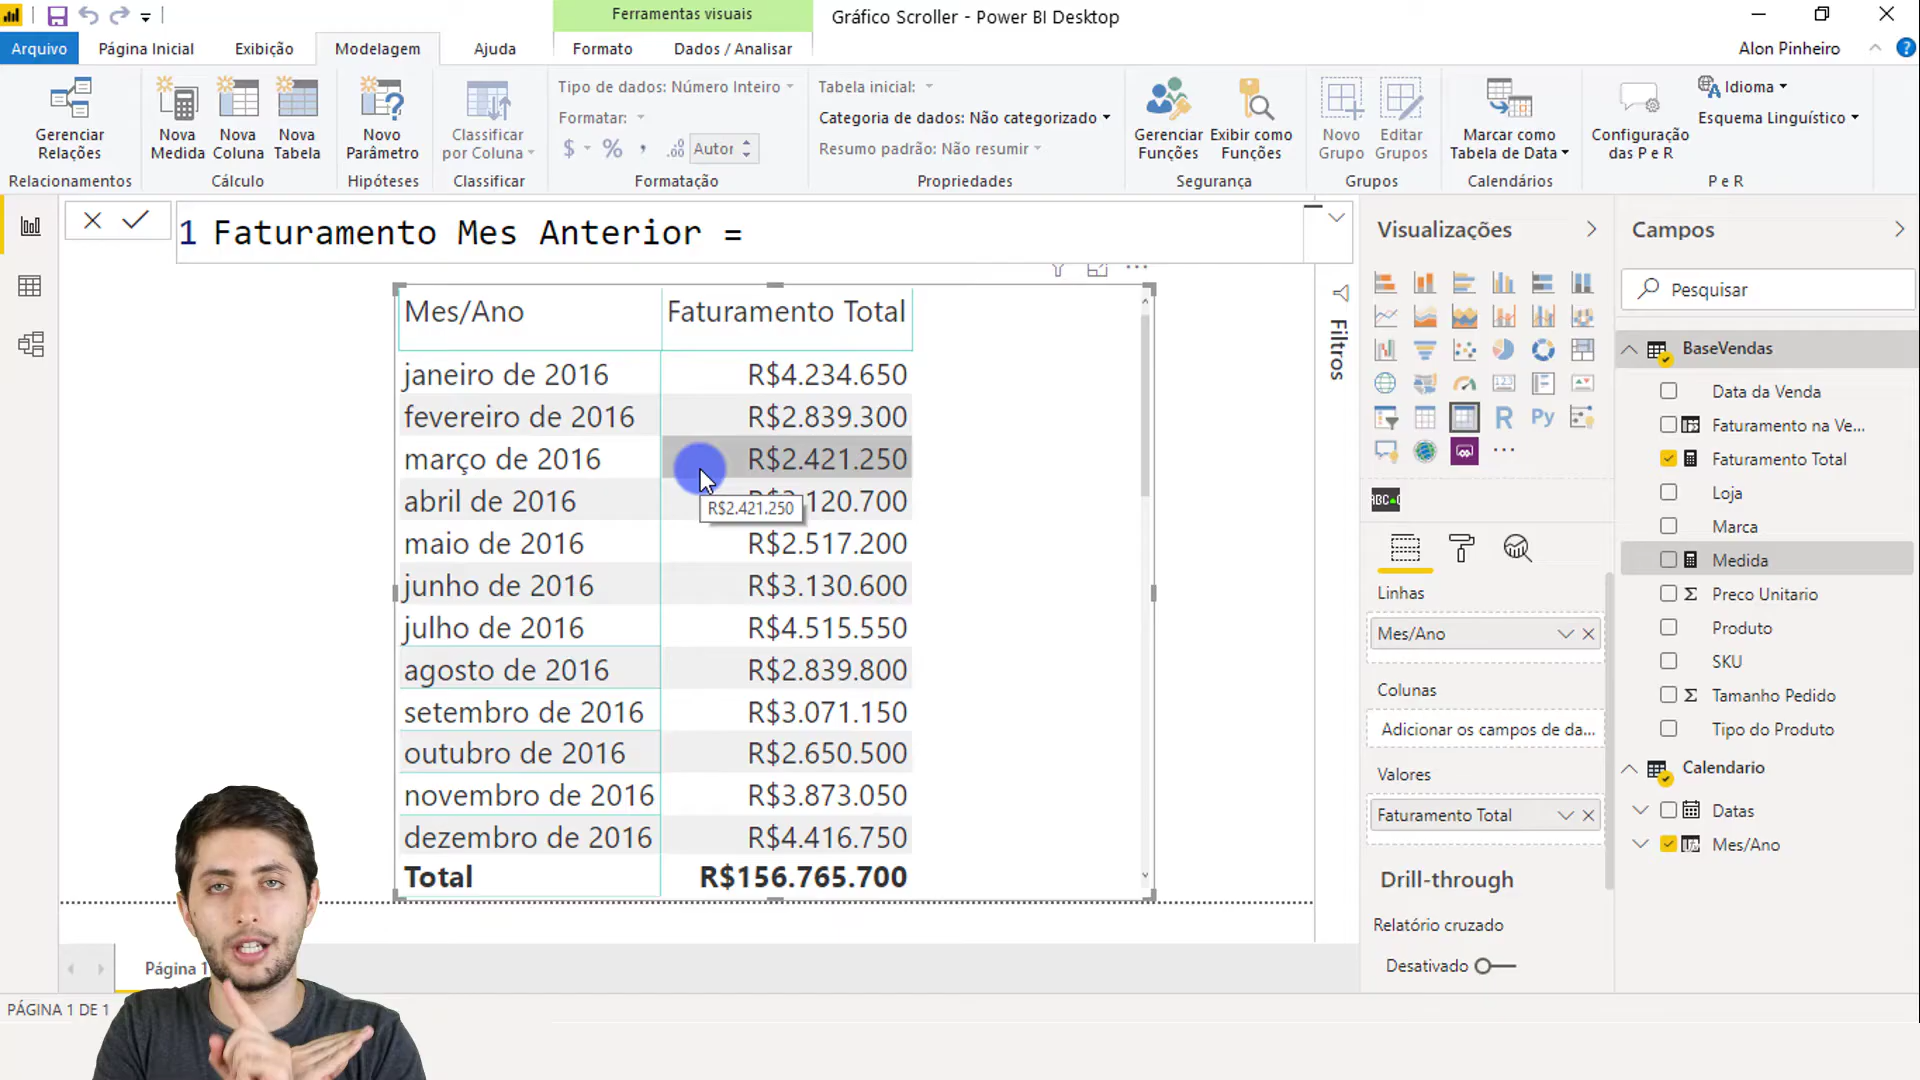 Ferramentas visuais
Gráfico Scroller - Power BI Desktop
Arquivo
Página Inicial
Exibição
Modelagem
Ajuda
Formato
Dados / Analisar
Alon Pinheiro
Gerenciar Relações
Relacionamentos
Nova Medida
Nova Coluna
Nova Tabela
Cálculo
Novo Parâmetro
Hipóteses
Classificar por Coluna
Classificar
Tipo de dados: Número Inteiro
Formatar:
$ % , .00 Autor
Formatação
Tabela inicial:
Categoria de dados: Não categorizado
Resumo padrão: Não resumir
Propriedades
Gerenciar Funções
Exibir como Funções
Segurança
Novo Grupo
Editar Grupos
Grupos
Marcar como Tabela de Data
Calendários
Configuração das P e R
Idioma
Esquema Linguístico
P e R
1 Faturamento Mes Anterior =
Mes/Ano Faturamento Total
janeiro de 2016 R$4.234.650
fevereiro de 2016 R$2.839.300
março de 2016 R$2.421.250
abril de 2016 120.700
R$2.421.250
maio de 2016 R$2.517.200
junho de 2016 R$3.130.600
julho de 2016 R$4.515.550
agosto de 2016 R$2.839.800
setembro de 2016 R$3.071.150
outubro de 2016 R$2.650.500
novembro de 2016 R$3.873.050
dezembro de 2016 R$4.416.750
Total R$156.765.700
Filtros
Visualizações
R
Py
ABC
Linhas
Mes/Ano
Colunas
Adicionar os campos de da...
Valores
Faturamento Total
Drill-through
Relatório cruzado
Desativado
Campos
Pesquisar
BaseVendas
Data da Venda
Faturamento na Ve...
Faturamento Total
Loja
Marca
Medida
Preco Unitario
Produto
SKU
Tamanho Pedido
Tipo do Produto
Calendario
Datas
Mes/Ano
Página 1
PÁGINA 1 DE 1